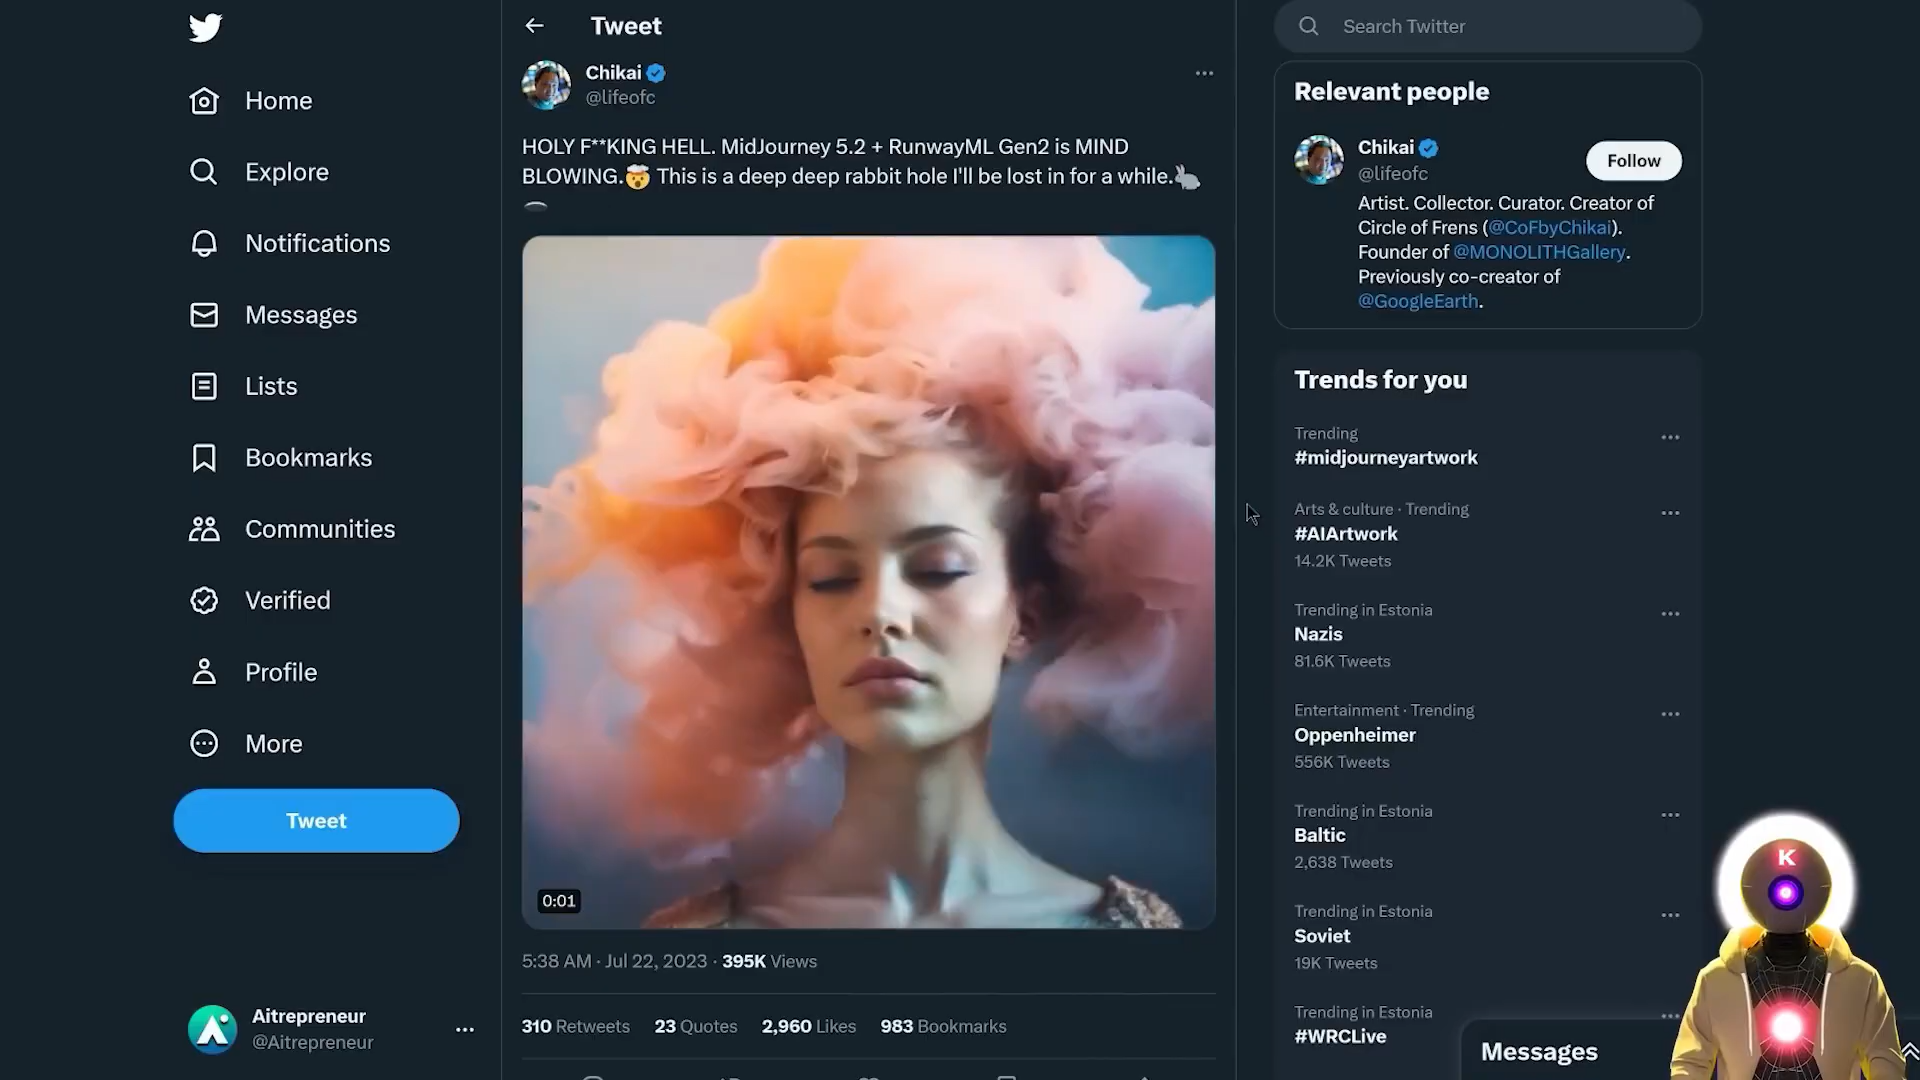 Home
Explore
Notifications
Messages
Lists
Bookmarks
Communities
Verified
Profile
More
Tweet
Aitrepreneur
@Aitrepreneur
Tweet
Chikai
@lifeofc
HOLY F**KING HELL. MidJourney 5.2 + RunwayML Gen2 is MIND
BLOWING.🤯 This is a deep deep rabbit hole I'll be lost in for a while.🐇
🕳️
0:01
5:38 AM · Jul 22, 2023 · 395K Views
310 Retweets 23 Quotes 2,960 Likes 983 Bookmarks
Search Twitter
Relevant people
Chikai
@lifeofc
Follow
Artist. Collector. Curator. Creator of
Circle of Frens (@CoFbyChikai).
Founder of @MONOLITHGallery.
Previously co-creator of
@GoogleEarth.
Trends for you
Trending
#midjourneyartwork
Arts & culture · Trending
#AIArtwork
14.2K Tweets
Trending in Estonia
Nazis
81.6K Tweets
Entertainment · Trending
Oppenheimer
556K Tweets
Trending in Estonia
Baltic
2,638 Tweets
Trending in Estonia
Soviet
19K Tweets
Trending in Estonia
#WRCLive
Messages
K